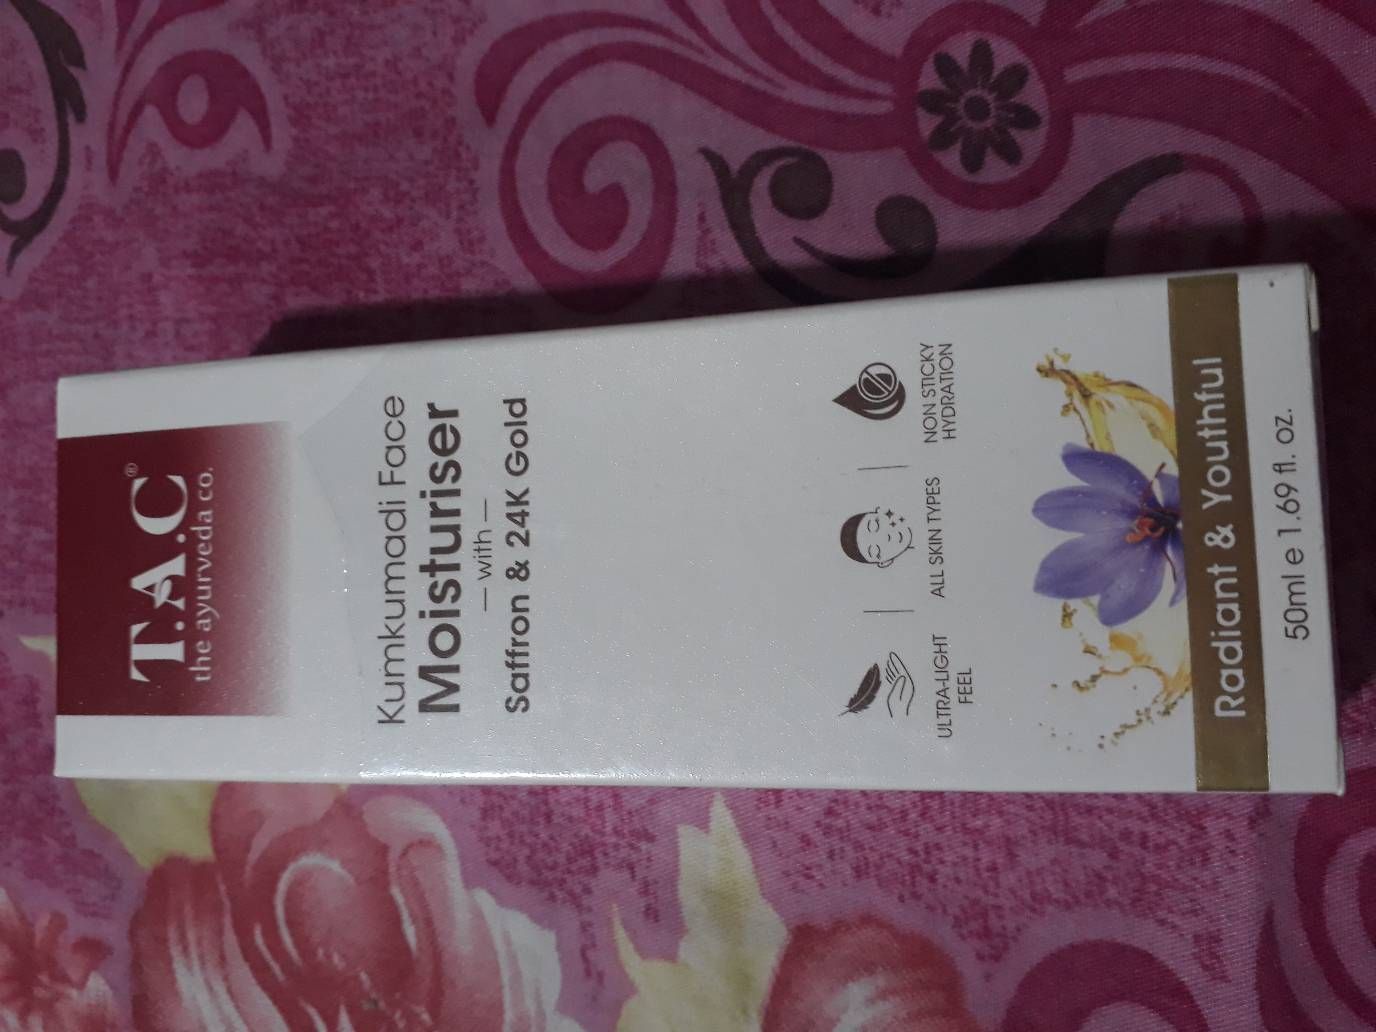 T.A.C®
the ayurveda co.
Kumkumadi Face
Moisturiser
— with —
Saffron & 24K Gold
ULTRA-LIGHT
FEEL
ALL SKIN TYPES
NON STICKY
HYDRATION
Radiant & Youthful
50ml e 1.69 fl. oz.